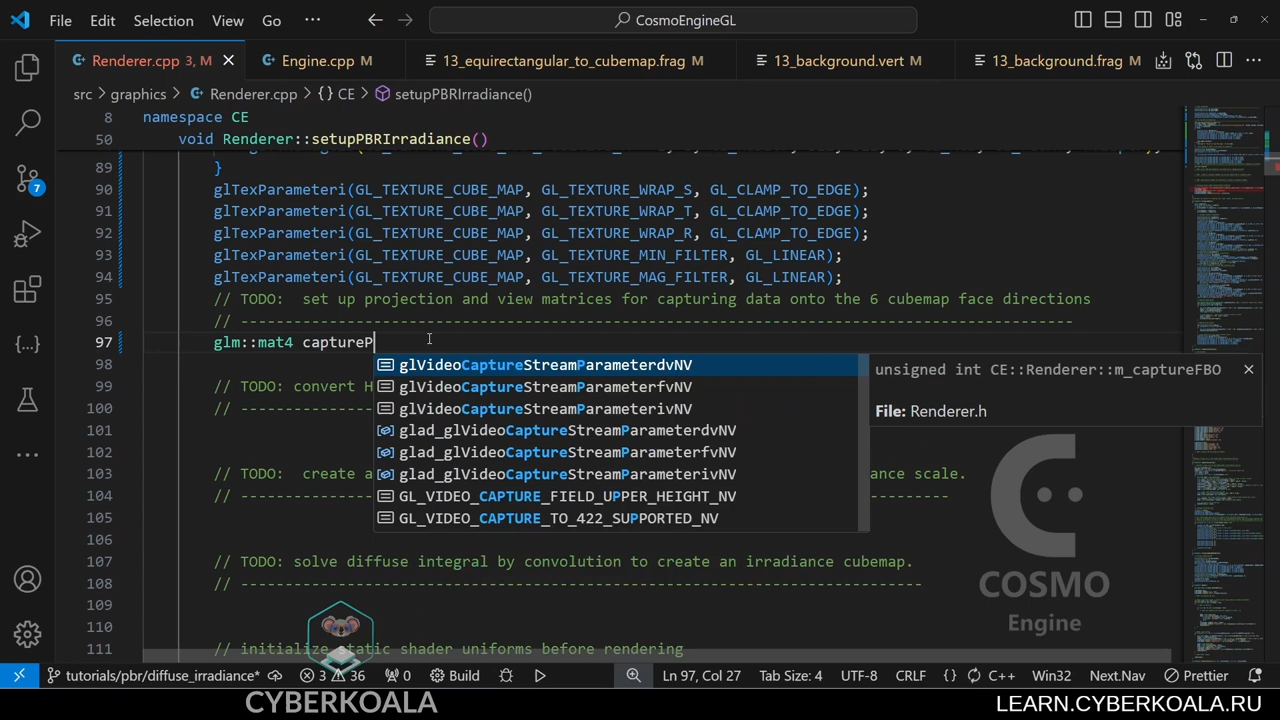 File Edit Selection View Go ··· CosmoEngineGL
Renderer.cpp 3, M Engine.cpp M 13_equirectangular_to_cubemap.frag M 13_background.vert M 13_background.frag M
src > graphics > Renderer.cpp > {} CE > setupPBRIrradiance()
8 namespace CE
50 void Renderer::setupPBRIrradiance()
89 }
90 glTexParameteri(GL_TEXTURE_CUBE_MAP, GL_TEXTURE_WRAP_S, GL_CLAMP_TO_EDGE);
91 glTexParameteri(GL_TEXTURE_CUBE_MAP, GL_TEXTURE_WRAP_T, GL_CLAMP_TO_EDGE);
92 glTexParameteri(GL_TEXTURE_CUBE_MAP, GL_TEXTURE_WRAP_R, GL_CLAMP_TO_EDGE);
93 glTexParameteri(GL_TEXTURE_CUBE_MAP, GL_TEXTURE_MIN_FILTER, GL_LINEAR);
94 glTexParameteri(GL_TEXTURE_CUBE_MAP, GL_TEXTURE_MAG_FILTER, GL_LINEAR);
95 // TODO:  set up projection and view matrices for capturing data onto the 6 cubemap face directions
96 // ----------------------------------------------------------------------------------------------
97 glm::mat4 captureP
98
glVideoCaptureStreamParameterdvNV unsigned int CE::Renderer::m_captureFBO
99 // TODO: convert H glVideoCaptureStreamParameterfvNV
100 // --------------- glVideoCaptureStreamParameterivNV File: Renderer.h
101 glad_glVideoCaptureStreamParameterdvNV
102 glad_glVideoCaptureStreamParameterfvNV
103 // TODO:  create a glad_glVideoCaptureStreamParameterivNV ance scale.
104 // --------------- GL_VIDEO_CAPTURE_FIELD_UPPER_HEIGHT_NV
105 GL_VIDEO_CAPTURE_TO_422_SUPPORTED_NV
106
107 // TODO: solve diffuse integral by convolution to create an irradiance cubemap.
108 // -----------------------------------------------------------------------------
109
110
111 // initialize static shader uniforms before rendering
COSMO
Engine
7
tutorials/pbr/diffuse_irradiance* 3 36 0 Build Ln 97, Col 27 Tab Size: 4 UTF-8 CRLF {} C++ Win32 Next.Nav Prettier
CYBERKOALA LEARN.CYBERKOALA.RU